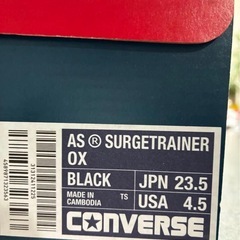 AS ® SURGETRAINER
OX
BLACK
JPN 23.5
MADE IN
CAMBODIA
TS
USA 4.5
CONVERSE